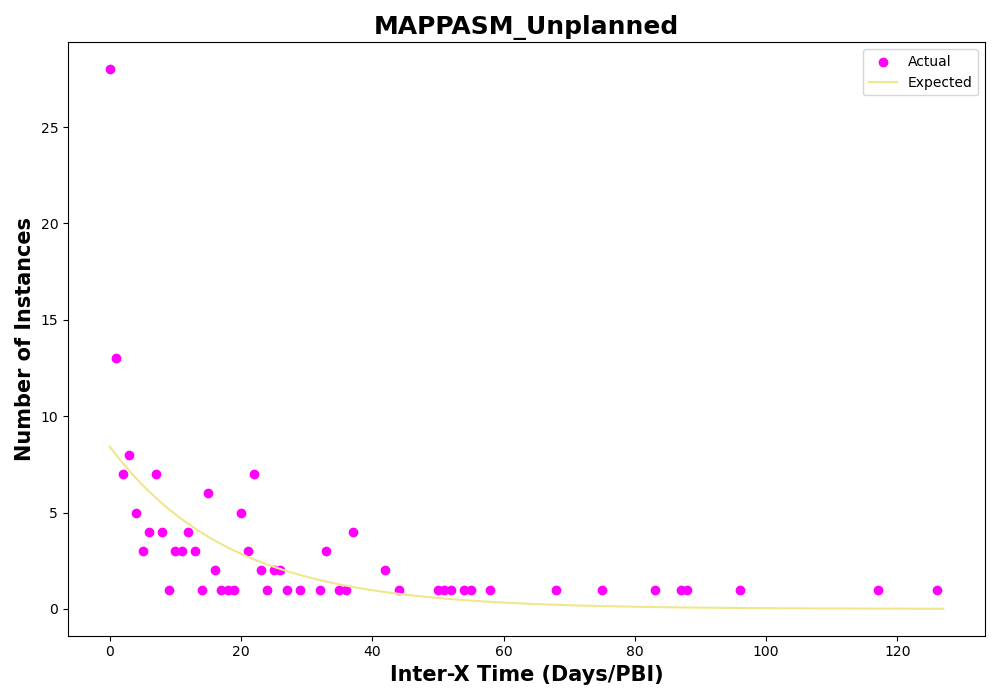 MAPPASM_Unplanned
Actual
Expected
Number of Instances
25
20
15
10
5
0
0 20 40 60 80 100 120
Inter-X Time (Days/PBI)